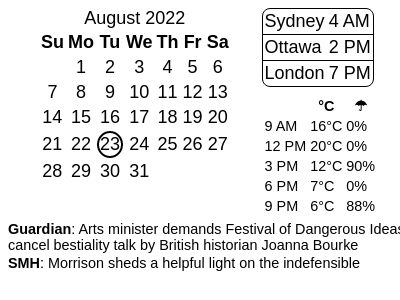 August 2022
Su Mo Tu We Th Fr Sa
1 2 3 4 5 6
7 8 9 10 11 12 13
14 15 16 17 18 19 20
21 22 23 24 25 26 27
28 29 30 31
Sydney 4 AM
Ottawa 2 PM
London 7 PM
°C ☂
9 AM 16°C 0%
12 PM 20°C 0%
3 PM 12°C 90%
6 PM 7°C 0%
9 PM 6°C 88%
Guardian: Arts minister demands Festival of Dangerous Ideas
cancel bestiality talk by British historian Joanna Bourke
SMH: Morrison sheds a helpful light on the indefensible